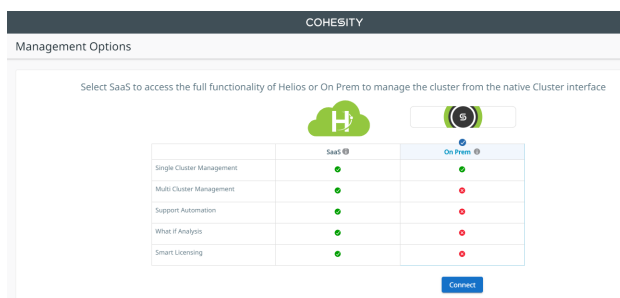 COHESITY
Management Options
Select SaaS to access the full functionality of Helios or On Prem to manage the cluster from the native Cluster interface
H
SaaS On Prem
Single Cluster Management
Multi Cluster Management
Support Automation
What if Analysis
Smart Licensing
Connect